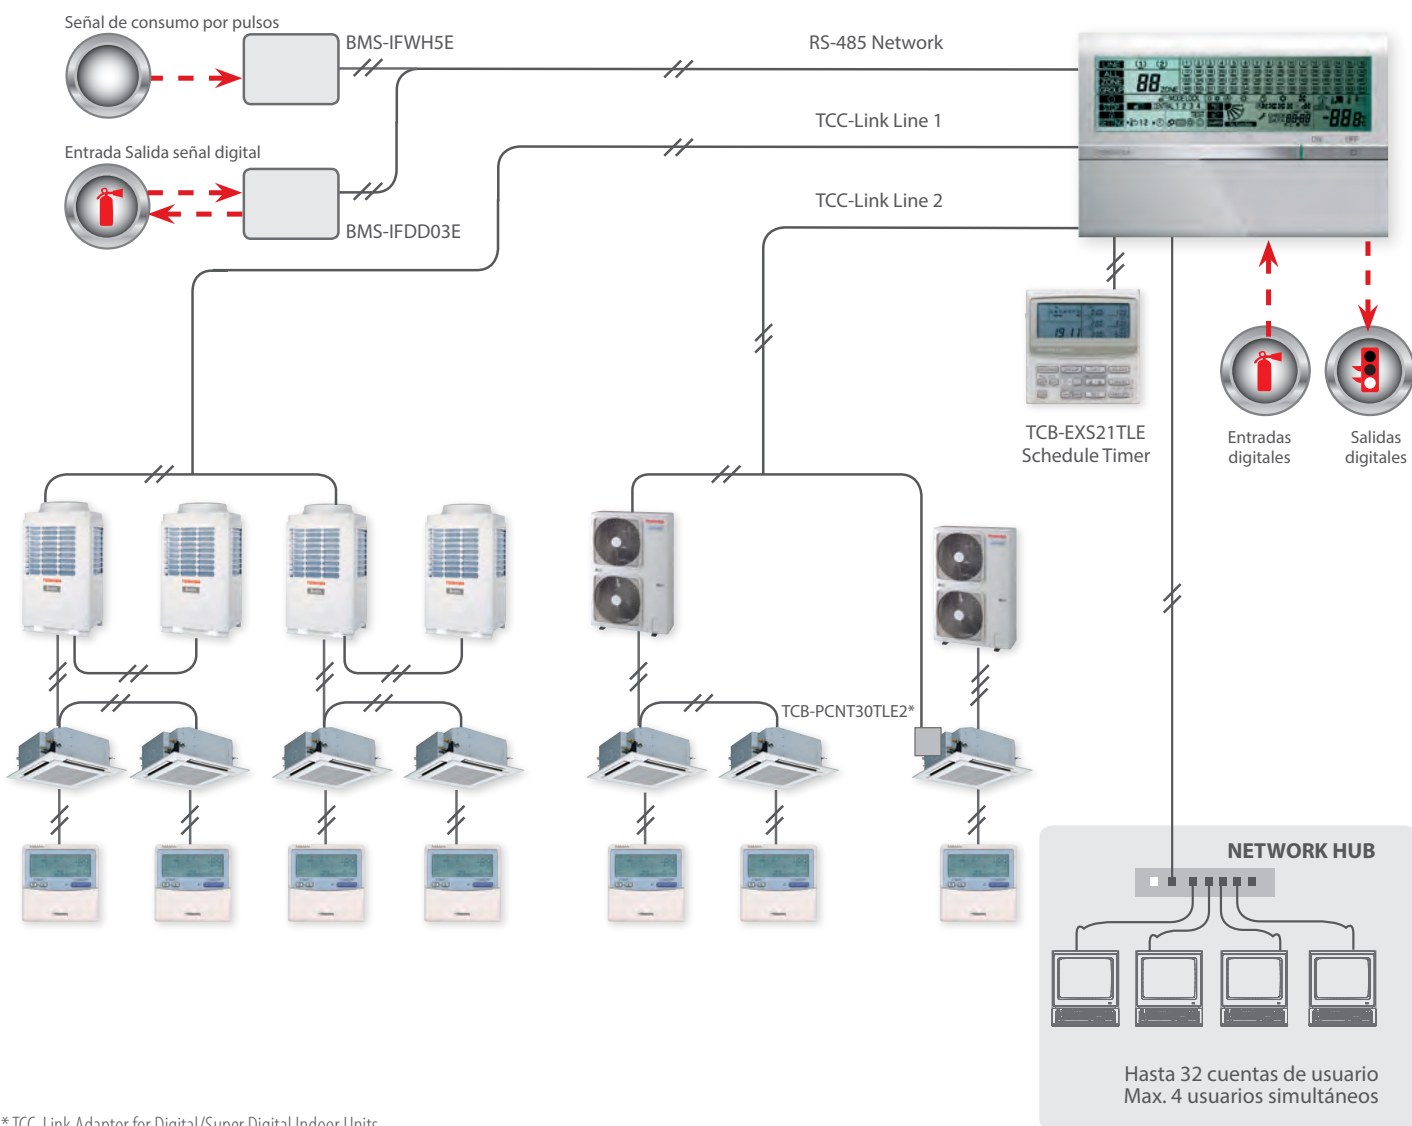 Señal de consumo por pulsos
BMS-IFWH5E
RS-485 Network
TCC-Link Line 1
Entrada Salida señal digital
TCC-Link Line 2
BMS-IFDD03E
TCB-EXS21TLE
Schedule Timer
Entradas
digitales
Salidas
digitales
TCB-PCNT30TLE2*
NETWORK HUB
Hasta 32 cuentas de usuario
Max. 4 usuarios simultáneos
* TCC-Link Adaptor for Digital/Super Digital Indoor Units